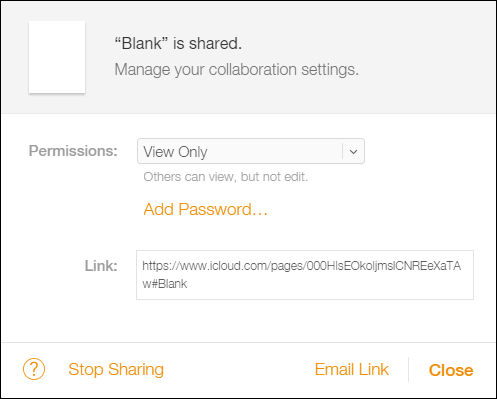 “Blank” is shared.
Manage your collaboration settings.
Permissions: View Only
Others can view, but not edit.
Add Password...
Link: https://www.icloud.com/pages/000HlsEOkoljmslCNREeXaTA
w#Blank
? Stop Sharing Email Link Close